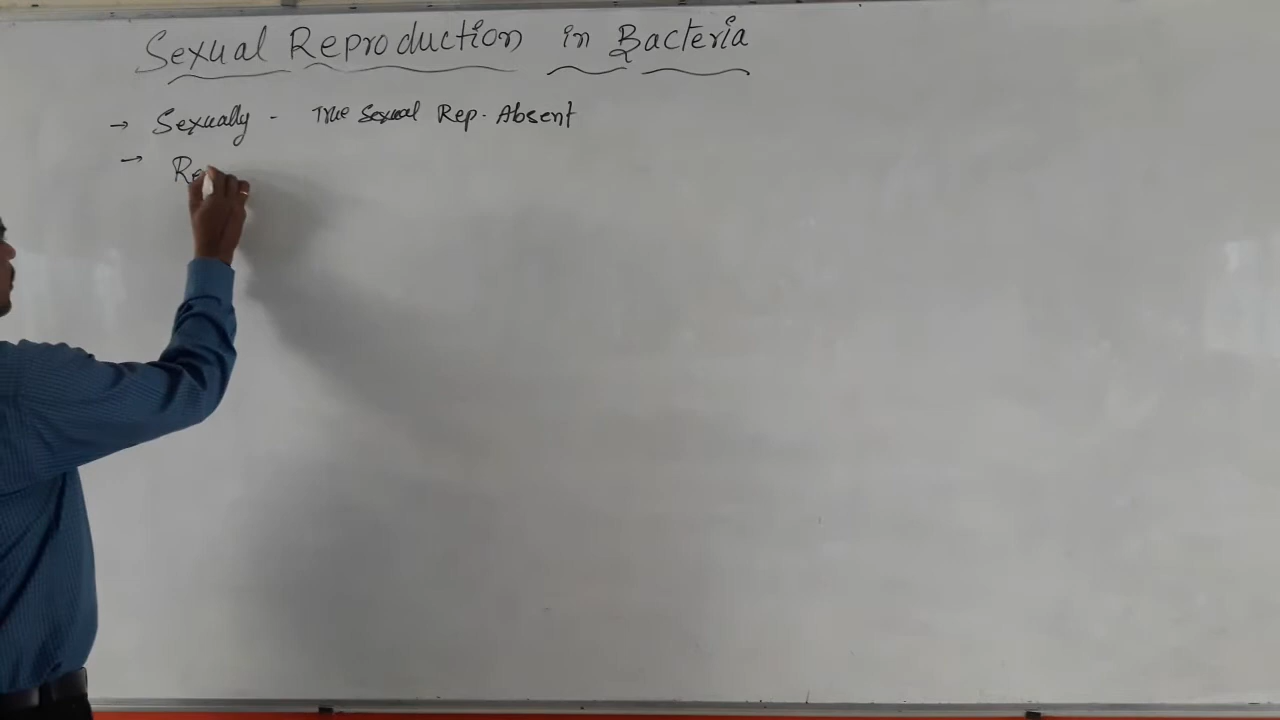 Sexual Reproduction in Bacteria
→ Sexually - True Sexual Rep. Absent
→ Re